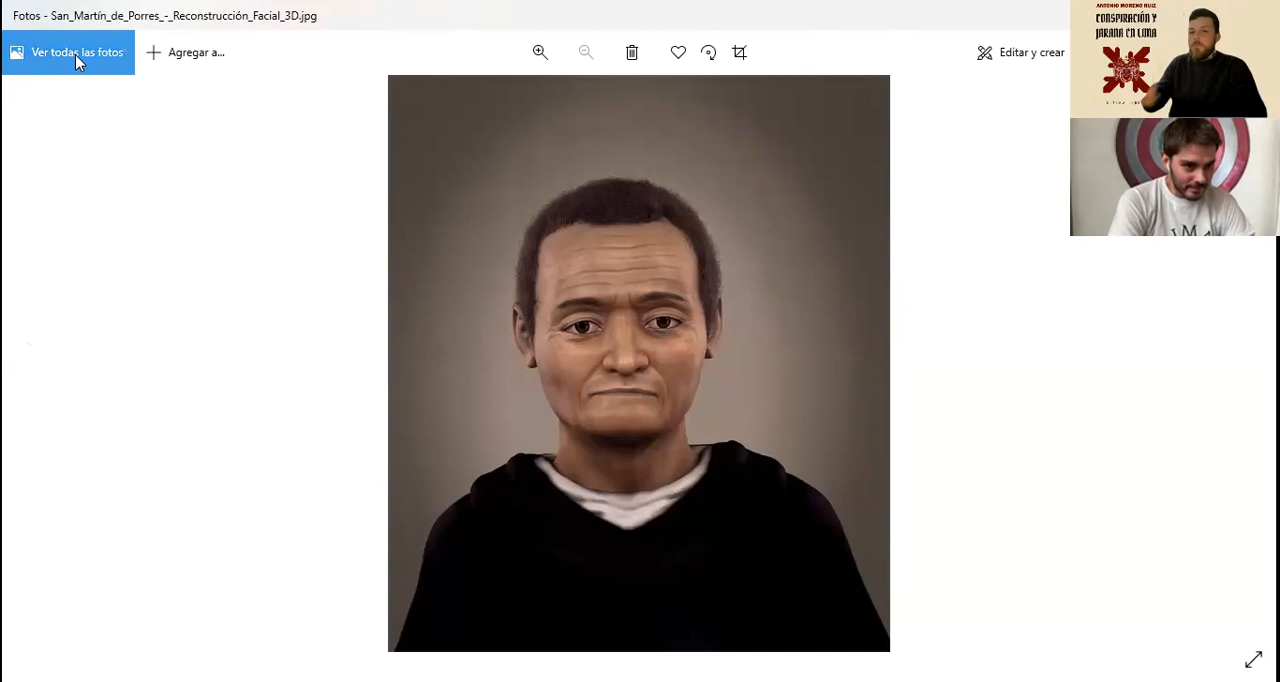 Fotos - San_Martín_de_Porres_-_Reconstrucción_Facial_3D.jpg
Ver todas las fotos
Agregar a...
Editar y crear
ANTONIO MORENO RUIZ
CONSPIRACIÓN Y
JARANA EN LIMA